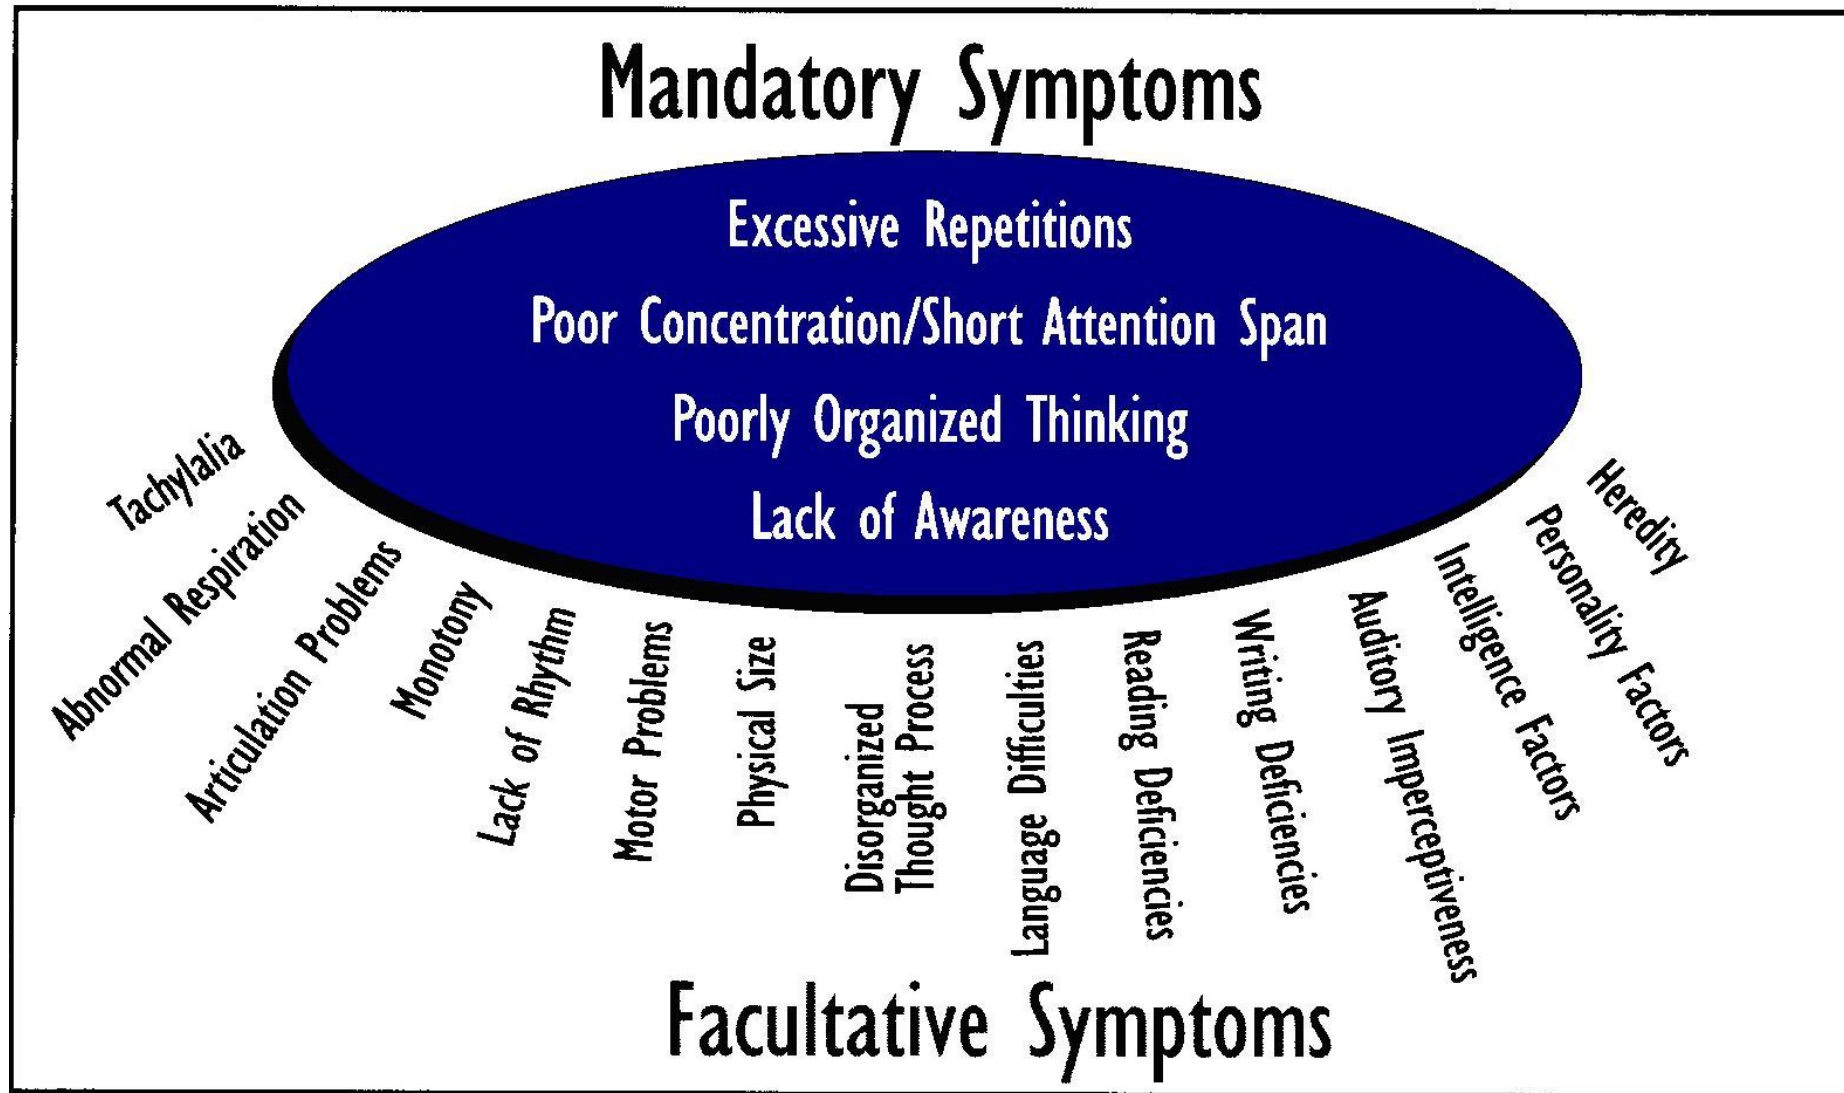 Mandatory Symptoms
Excessive Repetitions
Poor Concentration/Short Attention Span
Poorly Organized Thinking
Lack of Awareness
Tachylalia
Abnormal Respiration
Articulation Problems
Monotony
Lack of Rhythm
Motor Problems
Physical Size
Disorganized
Thought Process
Language Difficulties
Reading Deficiencies
Writing Deficiencies
Auditory Imperceptiveness
Intelligence Factors
Personality Factors
Heredity
Facultative Symptoms